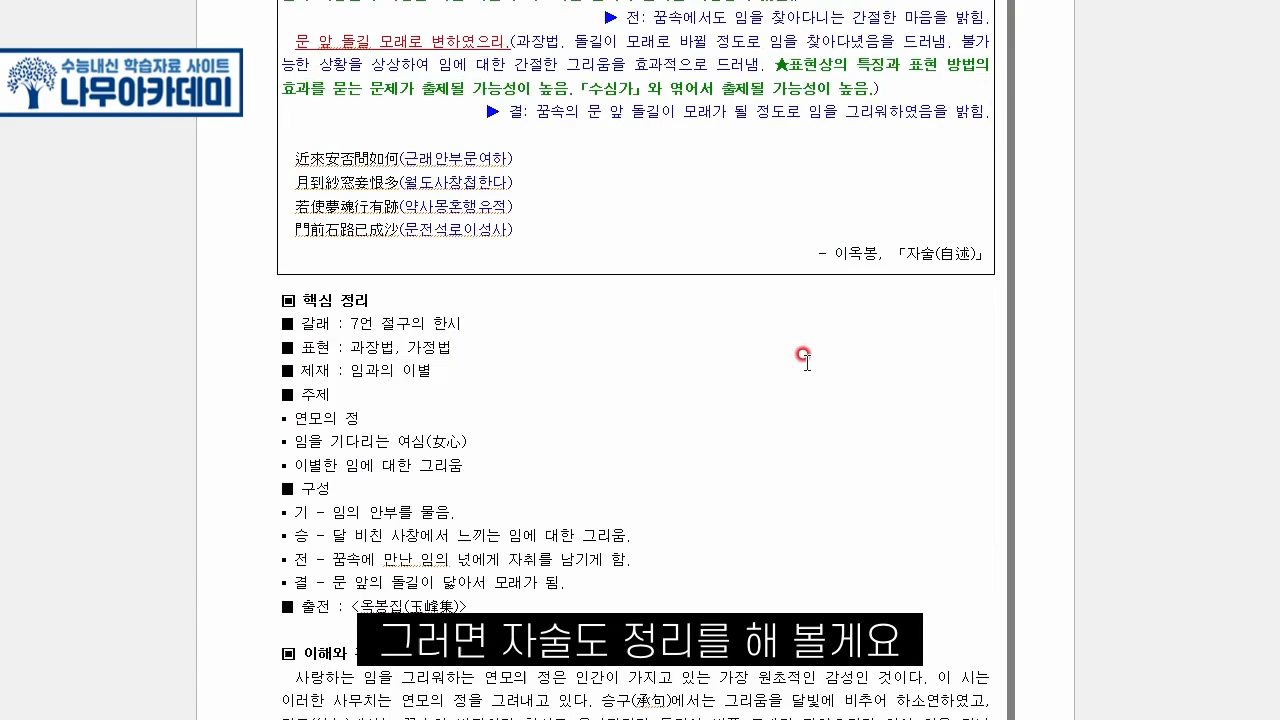 ▶ 전: 꿈속에서도 임을 찾아다니는 간절한 마음을 밝힘.
문 앞 돌길 모래로 변하였으리.(과장법. 돌길이 모래로 바뀔 정도로 임을 찾아다녔음을 드러냄. 불가
능한 상황을 상상하여 임에 대한 간절한 그리움을 효과적으로 드러냄. ★표현상의 특징과 표현 방법의
효과를 묻는 문제가 출제될 가능성이 높음.「수심가」와 엮어서 출제될 가능성이 높음.)
▶ 결: 꿈속의 문 앞 돌길이 모래가 될 정도로 임을 그리워하였음을 밝힘.
수능내신 학습자료 사이트
나무아카데미
近來安否問如何(근래안부문여하)
月到紗窓妾恨多(월도사창첩한다)
若使夢魂行有跡(약사몽혼행유적)
門前石路已成沙(문전석로이성사)
- 이옥봉, 「자술(自述)」
▣ 핵심 정리
■ 갈래 : 7언 절구의 한시
■ 표현 : 과장법, 가정법
■ 제재 : 임과의 이별
■ 주제
▪ 연모의 정
▪ 임을 기다리는 여심(女心)
▪ 이별한 임에 대한 그리움
■ 구성
▪ 기 - 임의 안부를 물음.
▪ 승 - 달 비친 사창에서 느끼는 임에 대한 그리움.
▪ 전 - 꿈속에 만난 임의 넋에게 자취를 남기게 함.
▪ 결 - 문 앞의 돌길이 닳아서 모래가 됨.
■ 출전 : <옥봉집(玉峰集)>
그러면 자술도 정리를 해 볼게요
▣ 이해와
사랑하는 임을 그리워하는 연모의 정은 인간이 가지고 있는 가장 원초적인 감성인 것이다. 이 시는
이러한 사무치는 연모의 정을 그려내고 있다. 승구(承句)에서는 그리움을 달빛에 비추어 하소연하였고,